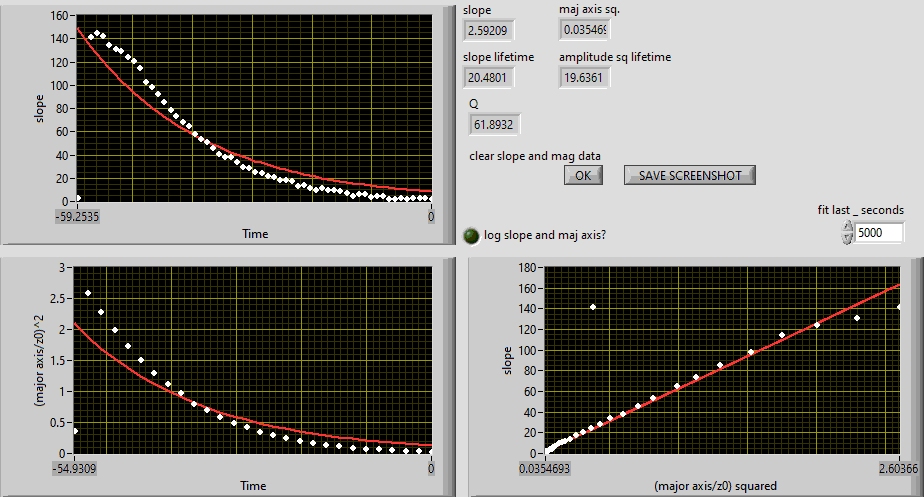 160
140
120
100
80
60
40
20
0
slope
-59.2535
0
Time
slope
maj axis sq.
2.59209
0.03546
slope lifetime
amplitude sq lifetime
20.4801
19.6361
Q
61.8932
clear slope and mag data
OK
SAVE SCREENSHOT
fit last _ seconds
5000
log slope and maj axis?
3
2.5
2
1.5
1
0.5
0
(major axis/z0)^2
-54.9309
0
Time
180
160
140
120
100
80
60
40
20
0
slope
0.0354693
2.60366
(major axis/z0) squared